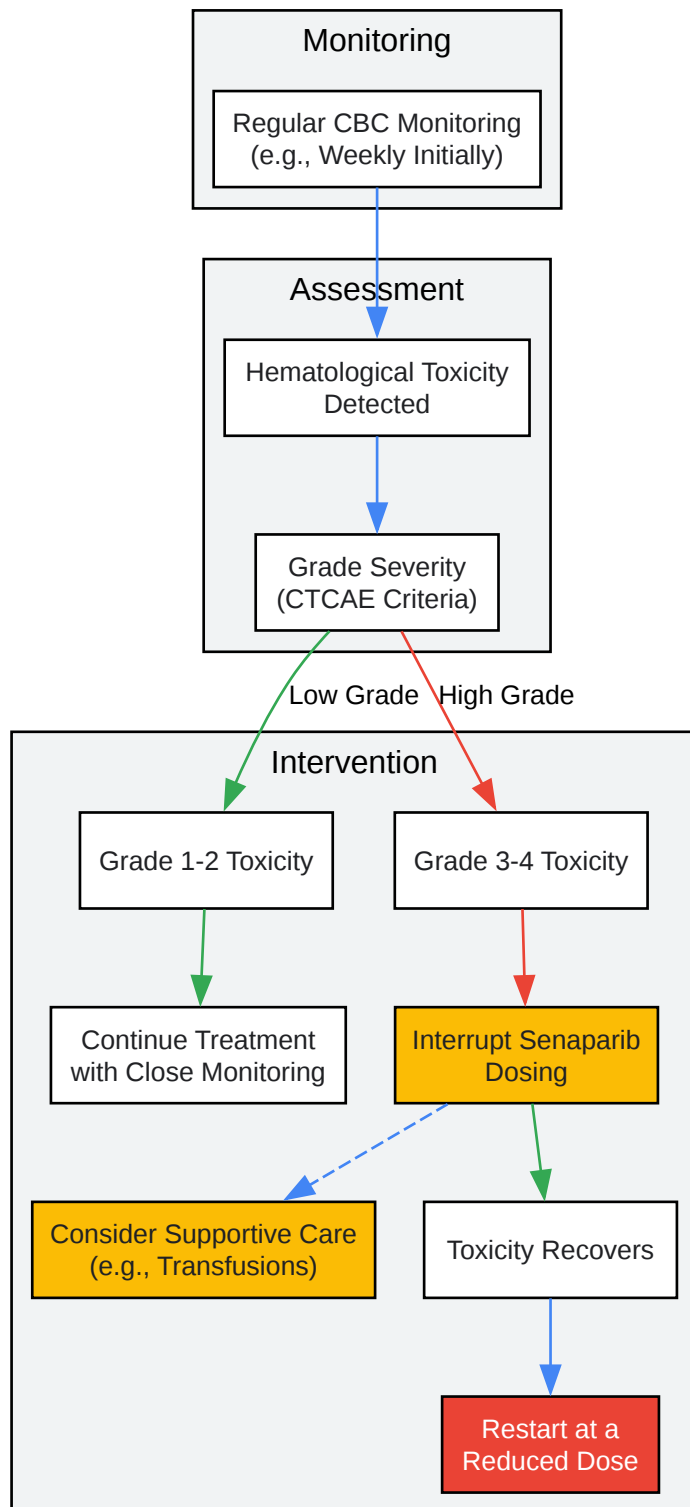 Monitoring
Regular CBC Monitoring
(e.g., Weekly Initially)
Assessment
Hematological Toxicity
Detected
Grade Severity
(CTCAE Criteria)
Low Grade
High Grade
Intervention
Grade 1-2 Toxicity
Grade 3-4 Toxicity
Continue Treatment
with Close Monitoring
Interrupt Senaparib
Dosing
Consider Supportive Care
(e.g., Transfusions)
Toxicity Recovers
Restart at a
Reduced Dose